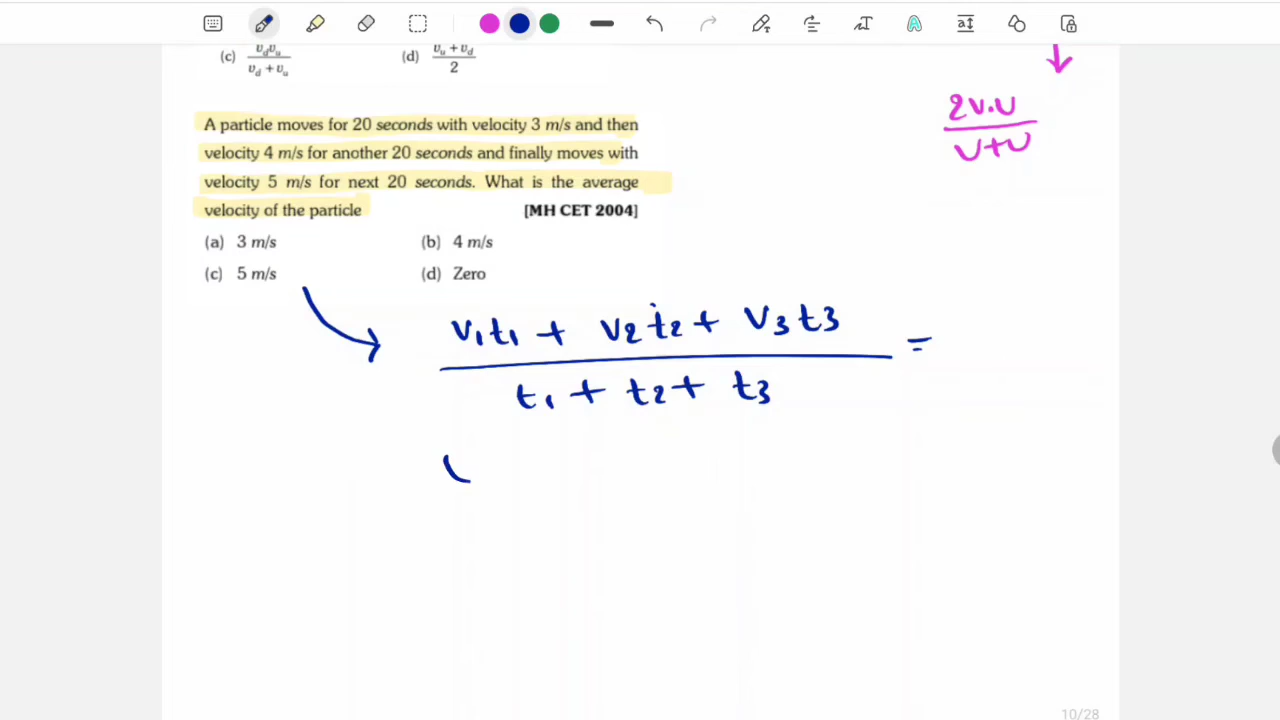 (c) v_d v_u / v_d + v_u (d) v_u + v_d / 2
2v.u / v+u
A particle moves for 20 seconds with velocity 3 m/s and then
velocity 4 m/s for another 20 seconds and finally moves with
velocity 5 m/s for next 20 seconds. What is the average
velocity of the particle [MH CET 2004]
(a) 3 m/s (b) 4 m/s
(c) 5 m/s (d) Zero
v₁t₁ + v₂t₂ + v₃t₃ =
t₁ + t₂ + t₃
10/28